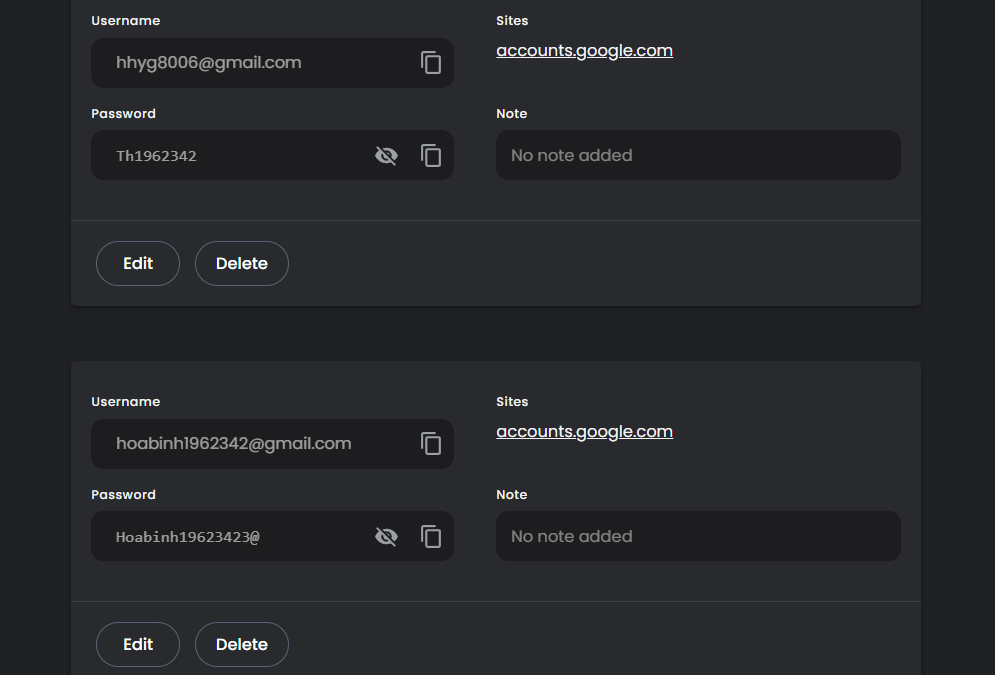 Username
Sites
hhyg8006@gmail.com
accounts.google.com
Password
Note
Th1962342
No note added
Edit
Delete
Username
Sites
hoabinh1962342@gmail.com
accounts.google.com
Password
Note
Hoabinh19623423@
No note added
Edit
Delete